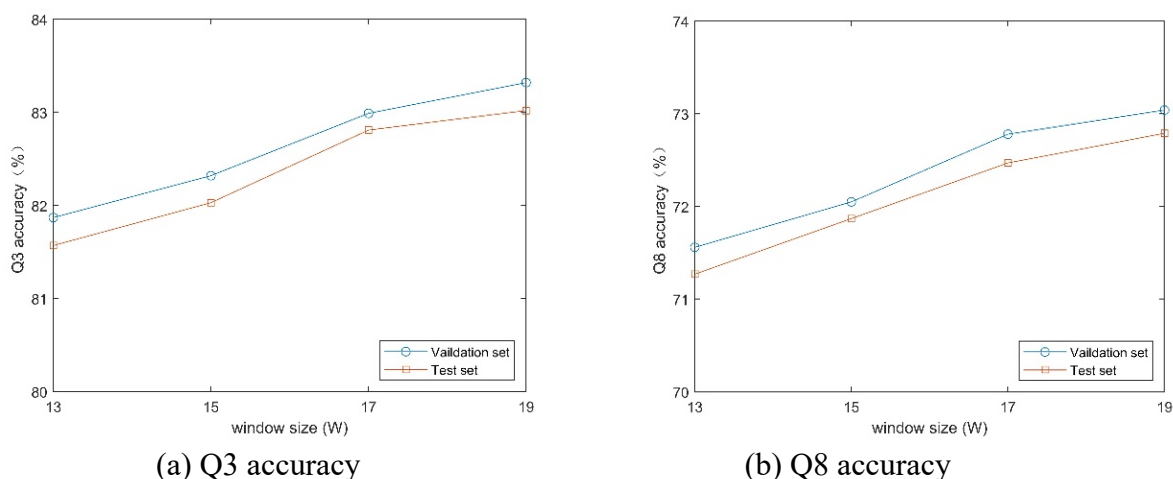 84
83
82
81
80
Q3 accuracy（%）
13 15 17 19
window size (W)
Vaildation set
Test set
(a) Q3 accuracy
74
73
72
71
70
Q8 accuracy（%）
13 15 17 19
window size (W)
Vaildation set
Test set
(b) Q8 accuracy